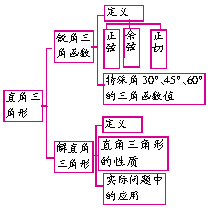 定义
锐角三
角函数
正弦
余弦
正切
特殊角30°、45°、60°
的三角函数值
直角三
角形
定义
解直角
三角形
直角三角形
的性质
实际问题中
的应用